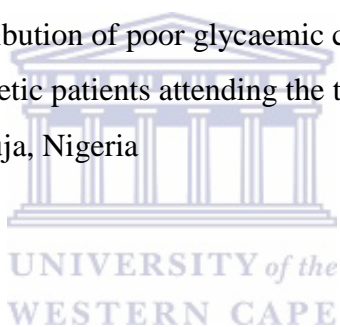 ibution of poor glycaemic c
etic patients attending the t
ja, Nigeria
UNIVERSITY of the
WESTERN CAPE